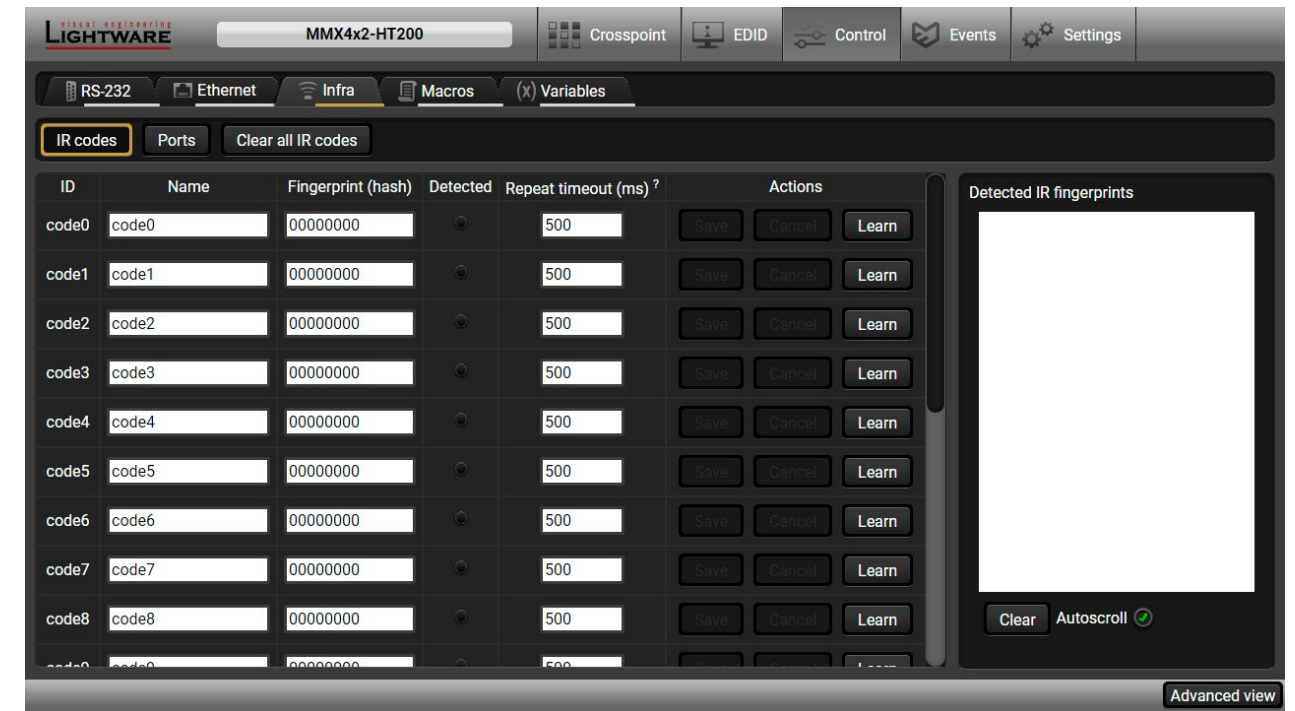 visual engineering
LIGHTWARE MMX4x2-HT200 Crosspoint EDID Control Events Settings
RS-232 Ethernet Infra Macros (x) Variables
IR codes Ports Clear all IR codes
ID Name Fingerprint (hash) Detected Repeat timeout (ms) ? Actions
code0 code0 00000000 500 Save Cancel Learn
code1 code1 00000000 500 Save Cancel Learn
code2 code2 00000000 500 Save Cancel Learn
code3 code3 00000000 500 Save Cancel Learn
code4 code4 00000000 500 Save Cancel Learn
code5 code5 00000000 500 Save Cancel Learn
code6 code6 00000000 500 Save Cancel Learn
code7 code7 00000000 500 Save Cancel Learn
code8 code8 00000000 500 Save Cancel Learn
Detected IR fingerprints
Clear Autoscroll
Advanced view